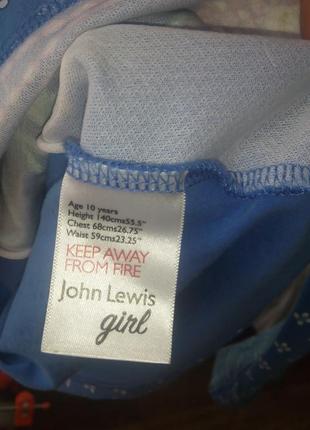 Age 10 years
Height 140cms55.5"
Chest 68cms26.75"
Waist 59cms23.25"
KEEP AWAY
FROM FIRE
John Lewis
girl